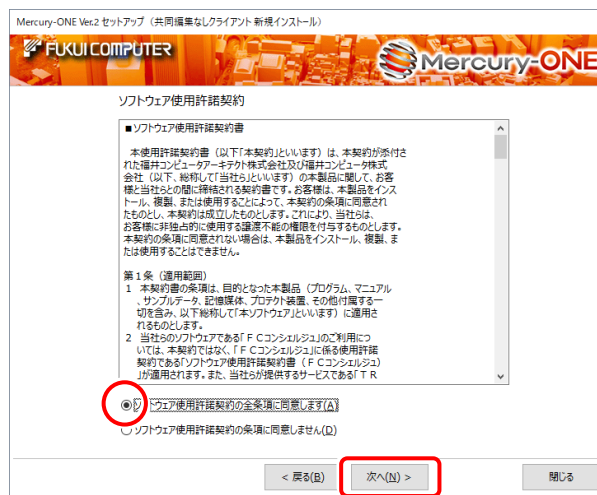 Mercury-ONE Ver.2 セットアップ（共同編集なしクライアント 新規インストール）
FUKUI COMPUTER
Mercury-ONE
ソフトウェア使用許諾契約
■ソフトウェア使用許諾契約書
本使用許諾契約書（以下「本契約」といいます）は、本契約が添付さ
れた福井コンピュータアーキテクト株式会社及び福井コンピュータ株式
会社（以下、総称して「当社ら」といいます）の本製品に関して、お客
様と当社らとの間に締結される契約書です。お客様は、本製品をインス
トール、複製、または使用することによって、本契約の条項に同意され
たものとし、本契約は成立したものとします。これにより、当社らは、
お客様に非独占的に使用する譲渡不能の権限を付与するものとします。
本契約の条項に同意されない場合は、本製品をインストール、複製、ま
たは使用することはできません。
第１条（適用範囲）
１ 本契約書の条項は、目的となった本製品（プログラム、マニュアル
、サンプルデータ、記憶媒体、プロテクト装置、その他付属する一
切を含み、以下総称して「本ソフトウェア」といいます）に適用さ
れるものとします。
２ 当社らのソフトウェアである「ＦＣコンシェルジュ」のご利用につ
いては、本契約ではなく、「ＦＣコンシェルジュ」に係る使用許諾
契約である「ソフトウェア使用許諾契約書（ＦＣコンシェルジュ）
」が適用されます。また、当社らが提供するサービスである「ＴＲ
ソフトウェア使用許諾契約の全条項に同意します(A)
ソフトウェア使用許諾契約の条項に同意しません(D)
< 戻る(B)
次へ(N) >
閉じる